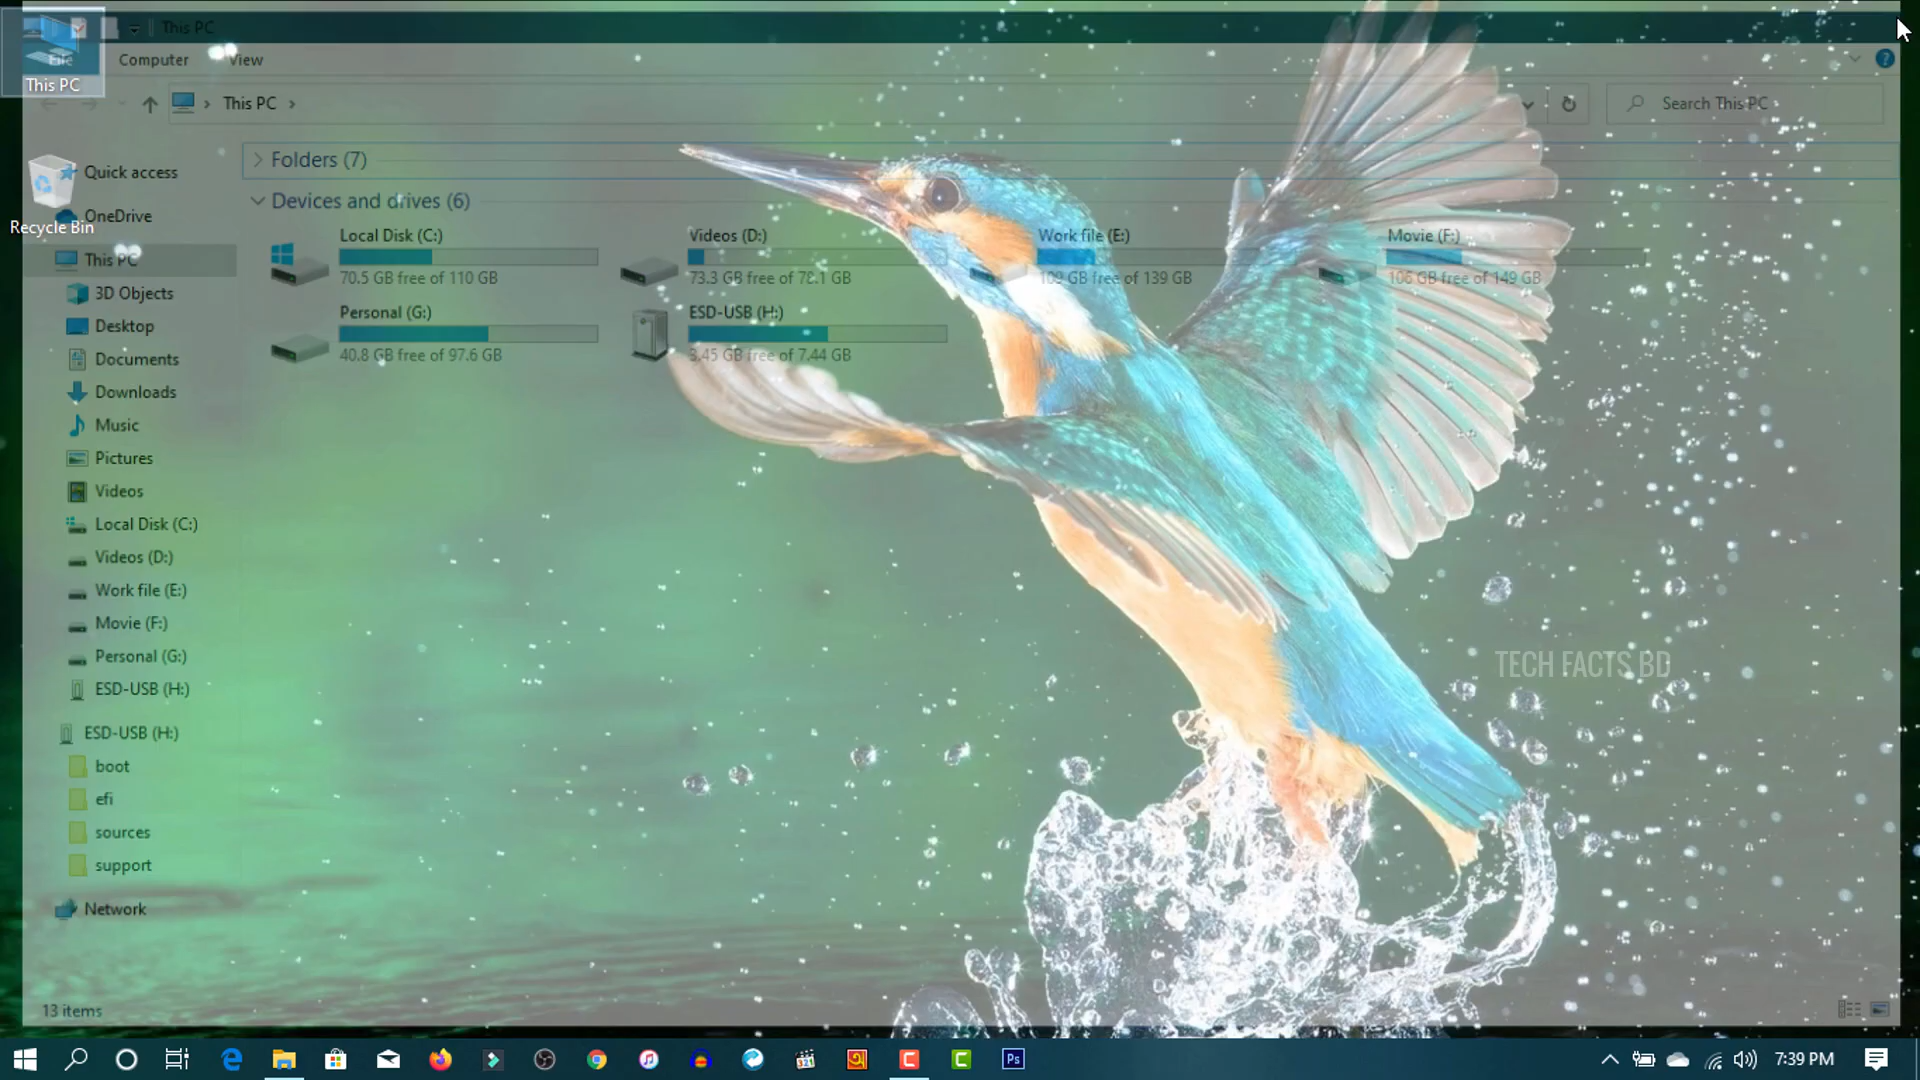 This PC
File
Computer
View
This PC
This PC
Search This PC
Quick access
OneDrive
Recycle Bin
This PC
3D Objects
Desktop
Documents
Downloads
Music
Pictures
Videos
Local Disk (C:)
Videos (D:)
Work file (E:)
Movie (F:)
Personal (G:)
ESD-USB (H:)
ESD-USB (H:)
boot
efi
sources
support
Network
Folders (7)
Devices and drives (6)
Local Disk (C:)
70.5 GB free of 110 GB
Videos (D:)
73.3 GB free of 78.1 GB
Work file (E:)
109 GB free of 139 GB
Movie (F:)
106 GB free of 149 GB
Personal (G:)
40.8 GB free of 97.6 GB
ESD-USB (H:)
3.45 GB free of 7.44 GB
TECH FACTS BD
13 items
Ps
7:39 PM